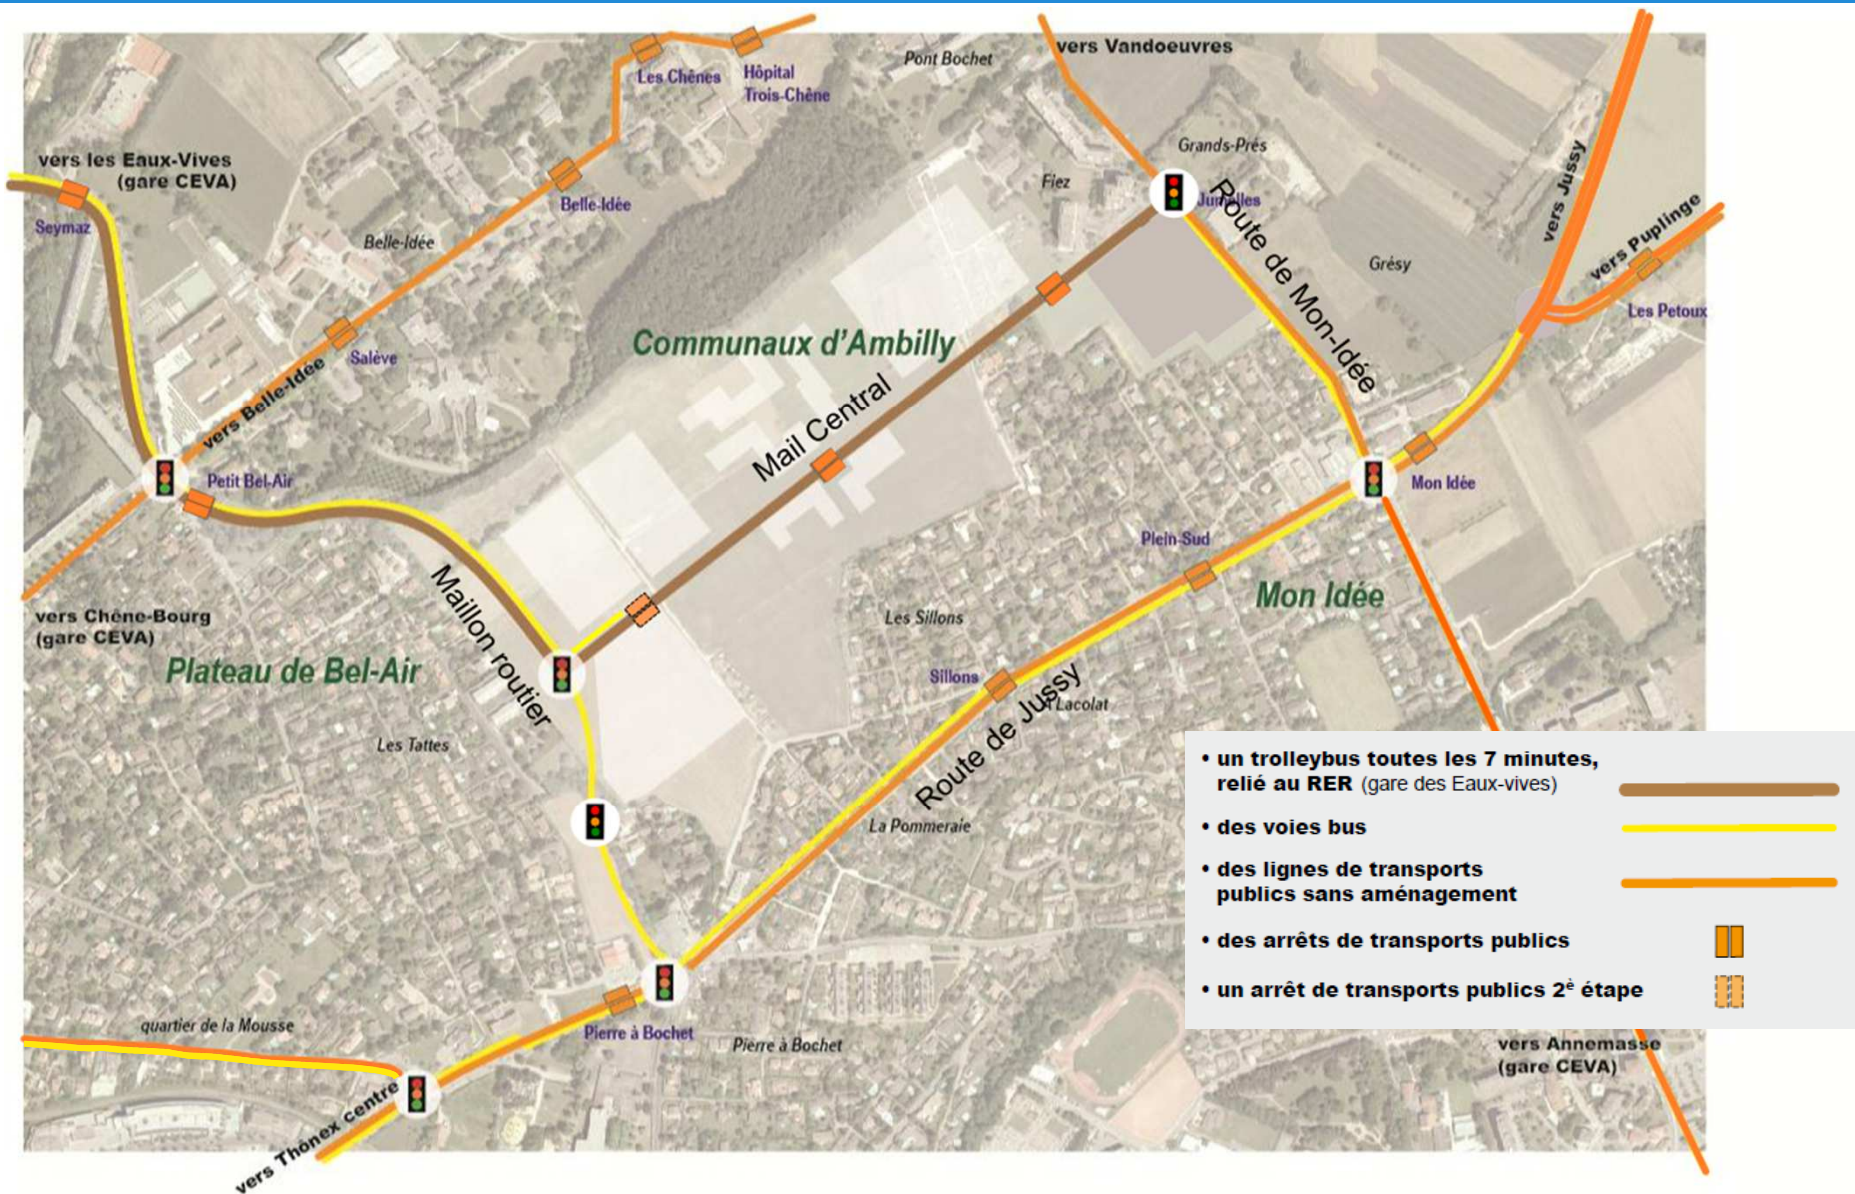 vers Vandoeuvres
Pont Bochet
Les Chênes
Hôpital
Trois-Chêne
vers les Eaux-Vives
(gare CEVA)
Grands-Prés
Fiez
Jumelles
Route de Mon-Idée
vers Jussy
vers Puplinge
Belle-Idée
Seymaz
Belle-Idée
Grésy
Les Petoux
Communaux d'Ambilly
Salève
vers Belle-Idée
Mail Central
Petit Bel-Air
Mon Idée
Plein-Sud
Mon Idée
vers Chêne-Bourg
(gare CEVA)
Maillon routier
Les Sillons
Plateau de Bel-Air
Sillons
Lacolat
Route de Jussy
Les Tattes
La Pommeraie
• un trolleybus toutes les 7 minutes,
relié au RER (gare des Eaux-vives)
• des voies bus
• des lignes de transports
publics sans aménagement
• des arrêts de transports publics
• un arrêt de transports publics 2è étape
quartier de la Mousse
Pierre à Bochet
Pierre à Bochet
vers Annemasse
(gare CEVA)
vers Thônex centre